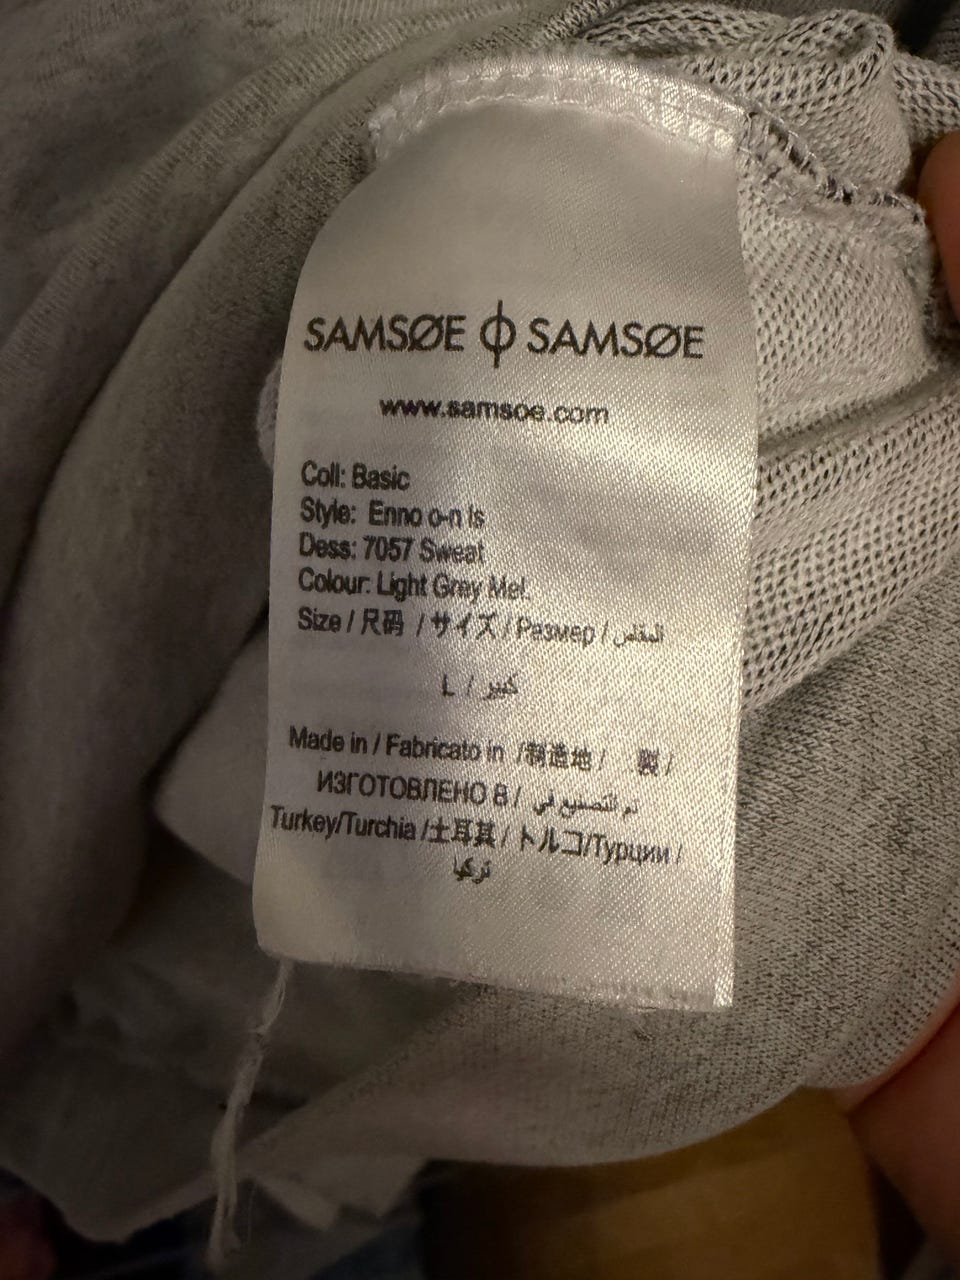 SAMSØE ϕ SAMSØE
www.samsoe.com
Coll: Basic
Style: Enno o-n ls
Dess: 7057 Sweat
Colour: Light Grey Mel.
Size / 尺码 / サイズ / Размер / المقلس
L / كبير
Made in / Fabricato in / 制造地 / 製 /
ИЗГОТОВЛЕНО В / تم التصنيع في
Turkey/Turchia /土耳其 / トルコ/Турции /
تركيا